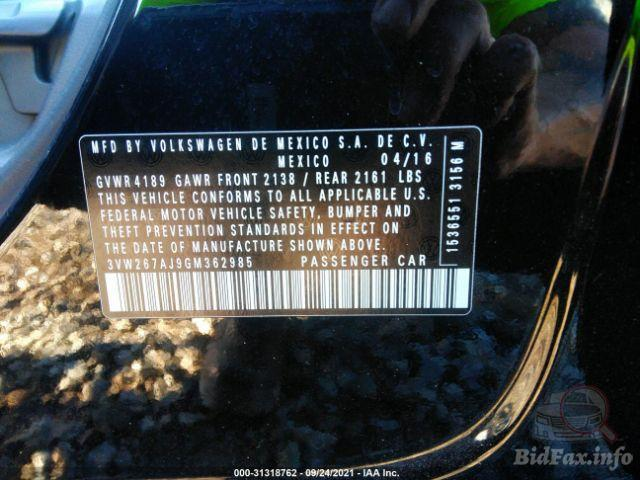 MFD BY VOLKSWAGEN DE MEXICO S.A. DE C.V.
MEXICO 04/16
GVWR 4189 GAWR FRONT 2138 / REAR 2161 LBS
THIS VEHICLE CONFORMS TO ALL APPLICABLE U.S.
FEDERAL MOTOR VEHICLE SAFETY, BUMPER AND
THEFT PREVENTION STANDARDS IN EFFECT ON
THE DATE OF MANUFACTURE SHOWN ABOVE.
3VW267AJ9GM362985 PASSENGER CAR
1536551 3156 M
BidFax.info
000-31318762 - 09/24/2021 - IAA Inc.